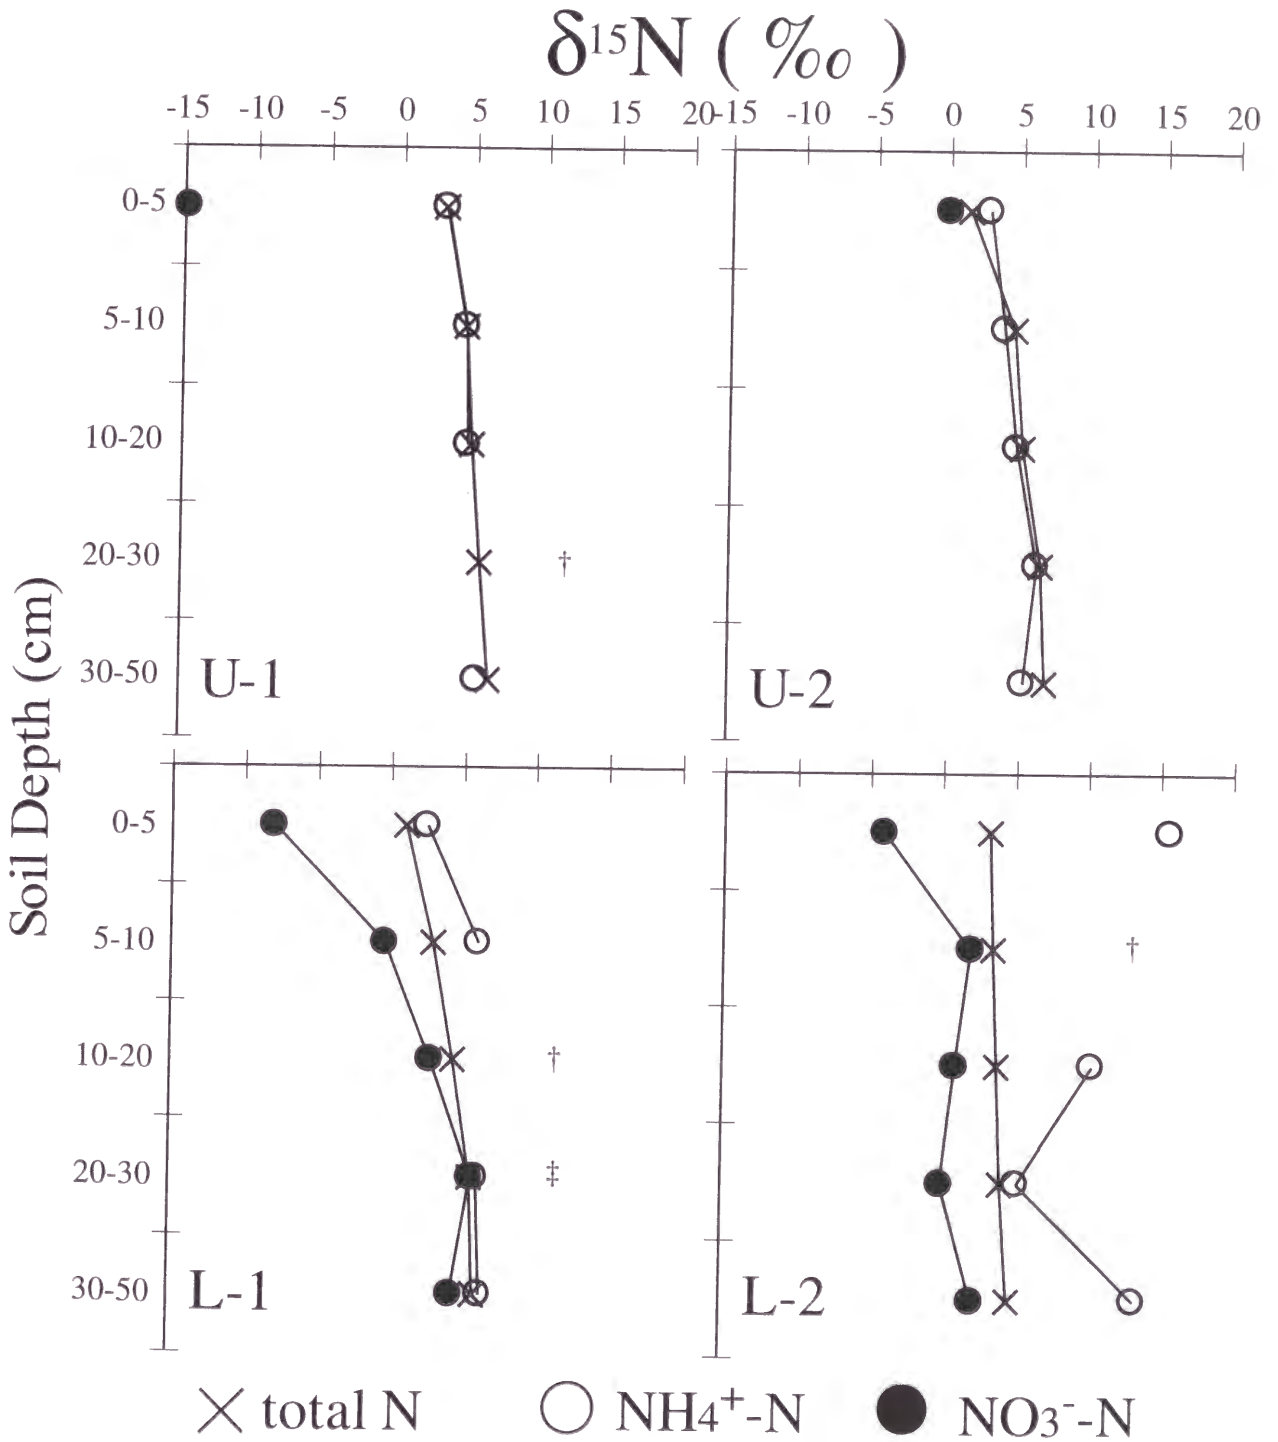 δ15N ( ‰ )
-15 -10 -5 0 5 10 15 20 -15 -10 -5 0 5 10 15 20
Soil Depth (cm)
0-5
5-10
10-20
20-30 †
30-50
U-1 U-2
0-5
5-10 †
10-20 †
20-30 ‡
30-50
L-1 L-2
total N NH4+-N NO3--N